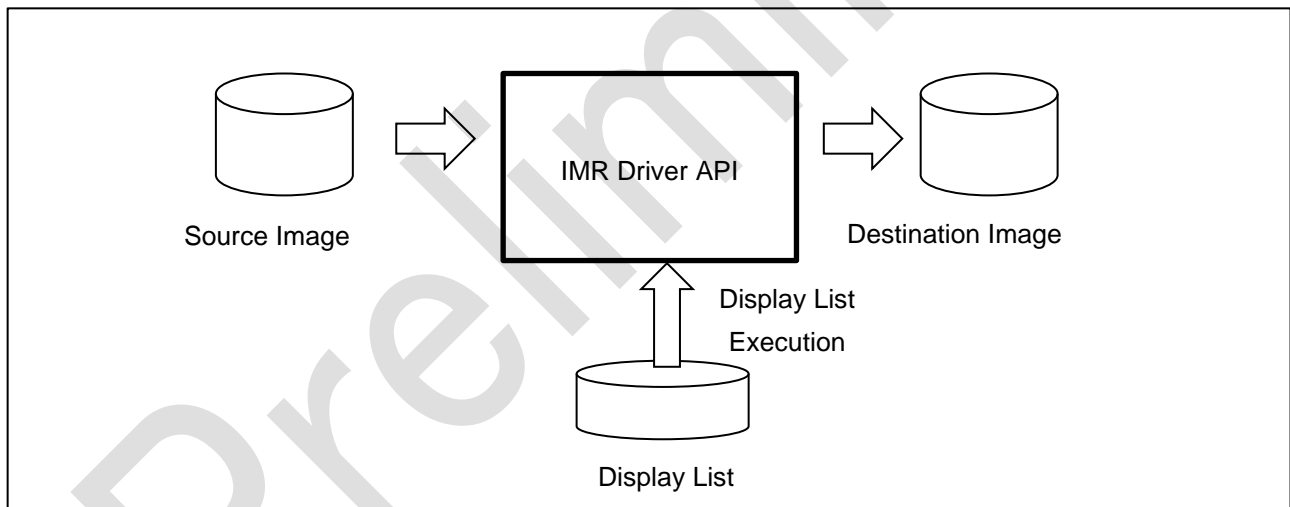 IMR Driver API
Source Image
Destination Image
Display List
Execution
Display List